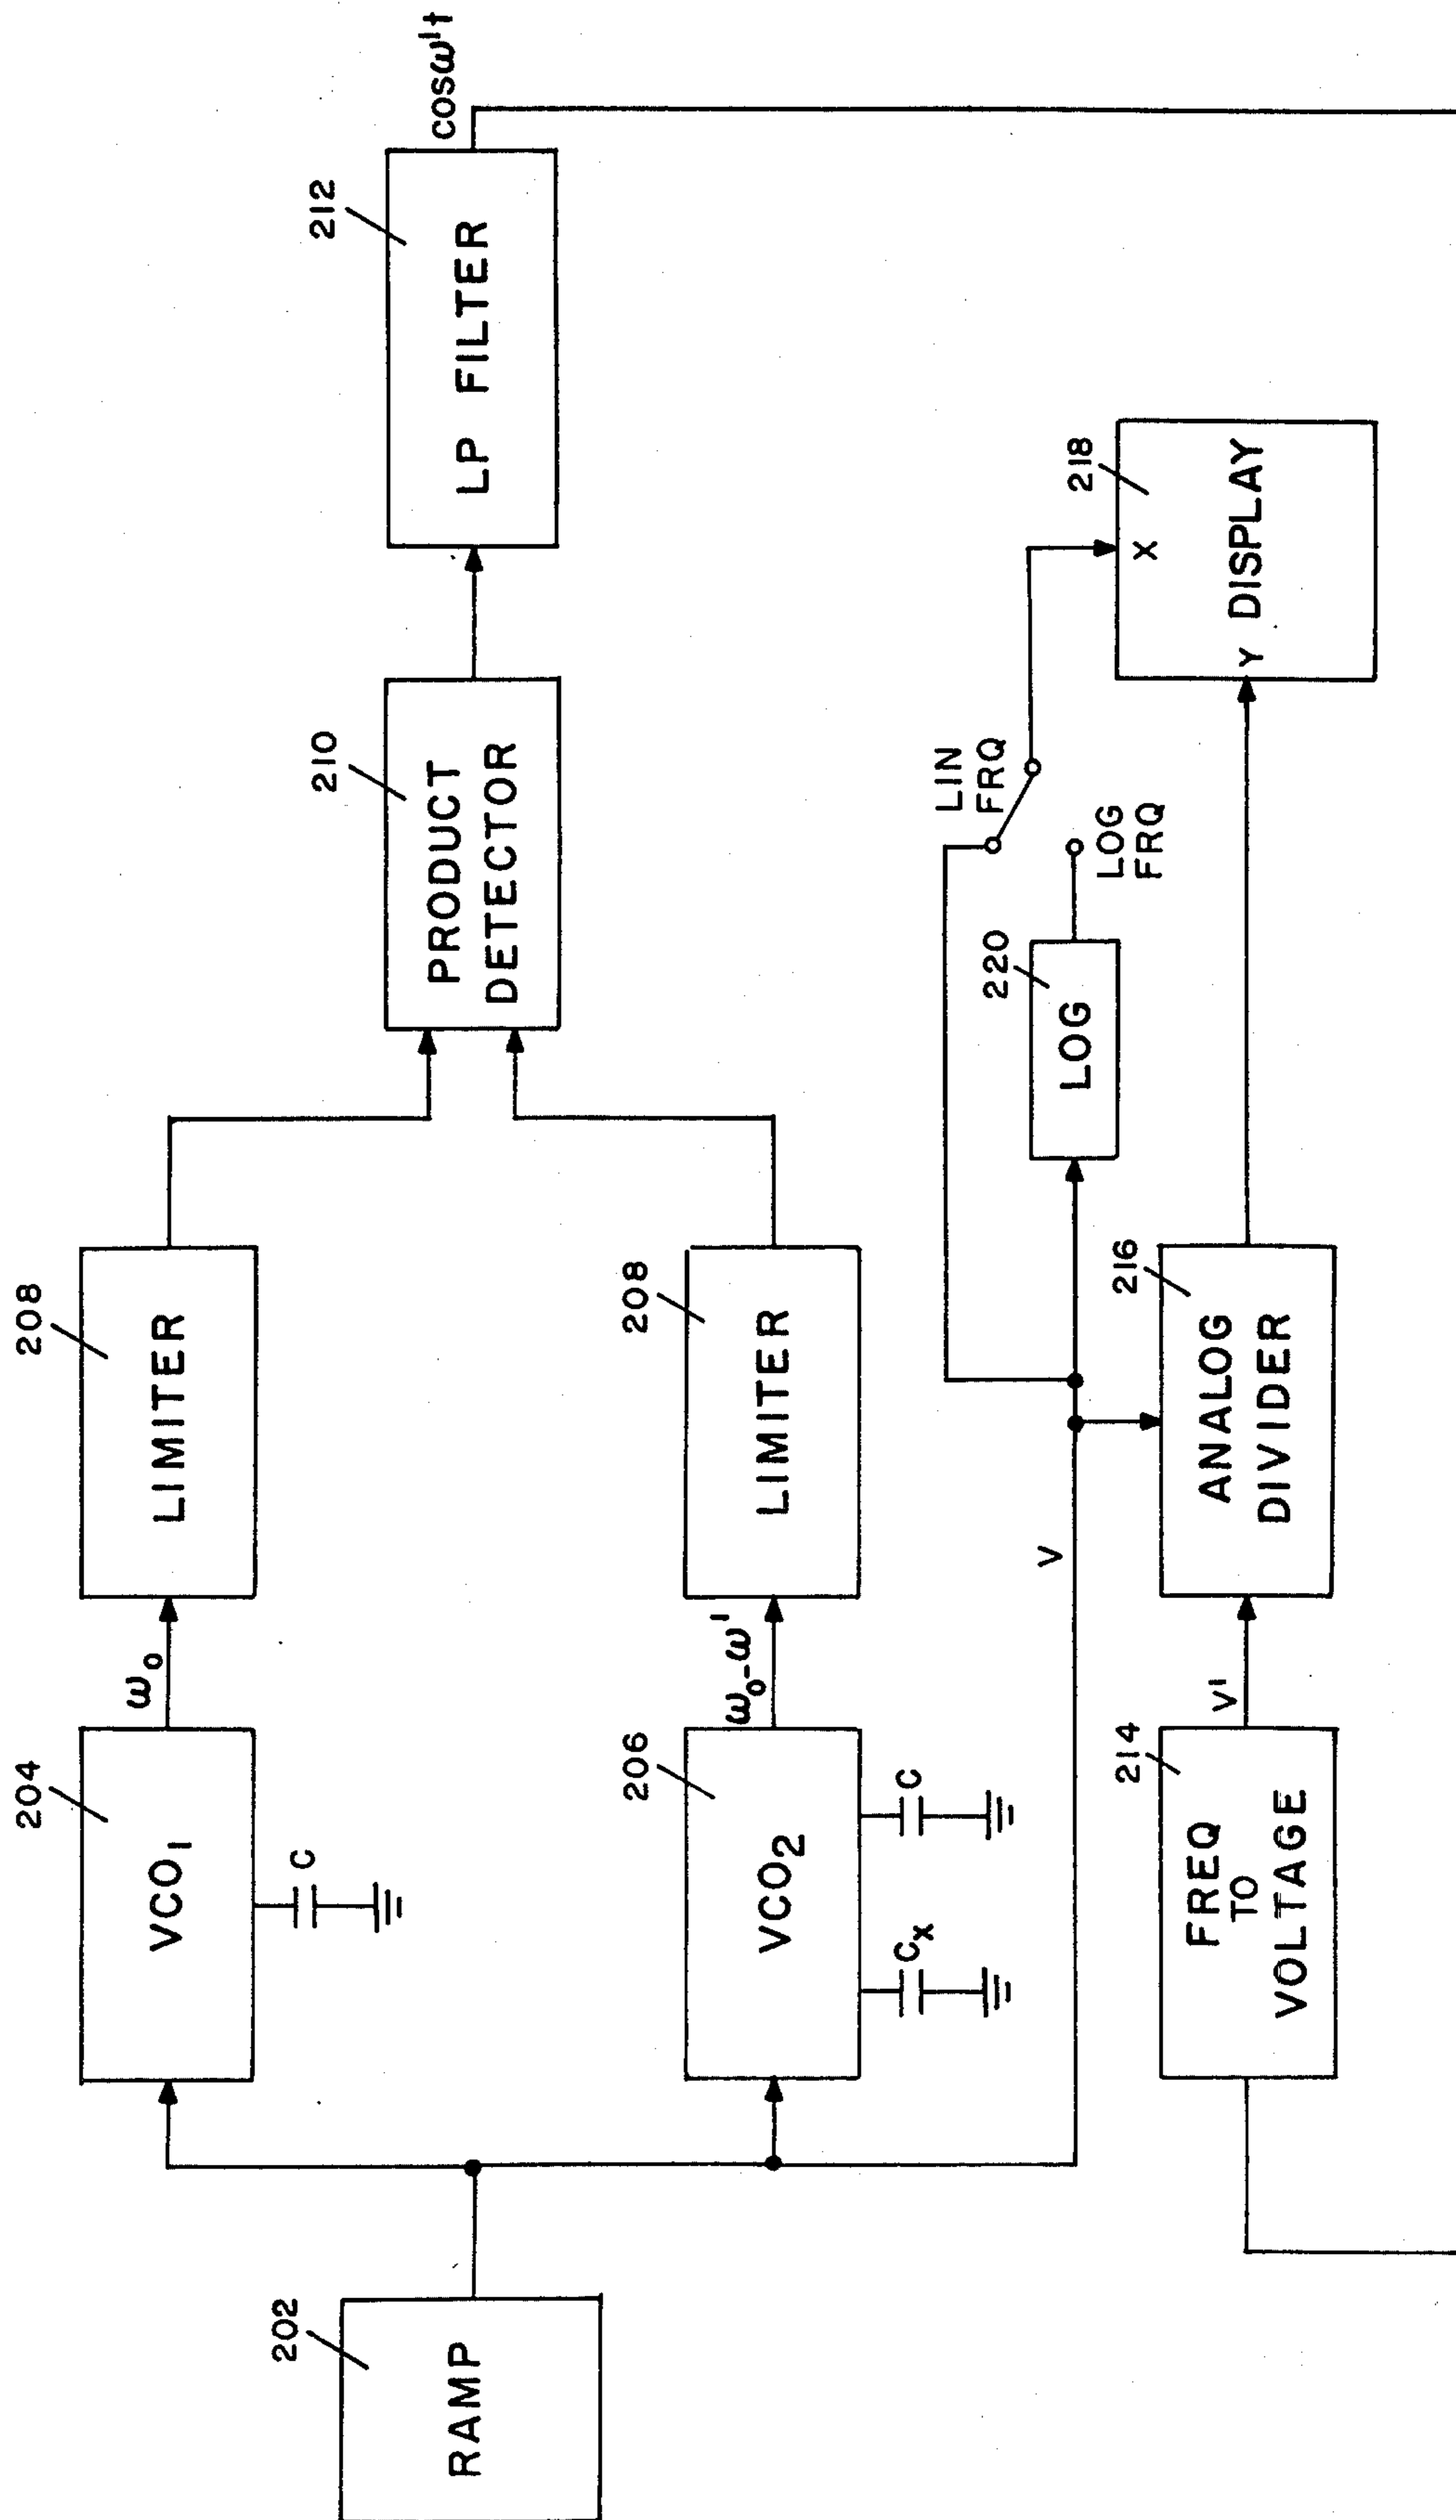 202
RAMP
204
VCO₁
C
ω₀
208
LIMITER
206
VCO₂
Cₓ
C
ω₀-ω'
208
LIMITER
210
PRODUCT
DETECTOR
212
LP FILTER
cosω't
V
214
FREQ
TO
VOLTAGE
V'
216
ANALOG
DIVIDER
220
LOG
LIN
FRQ
LOG
FRQ
218
X
Y DISPLAY